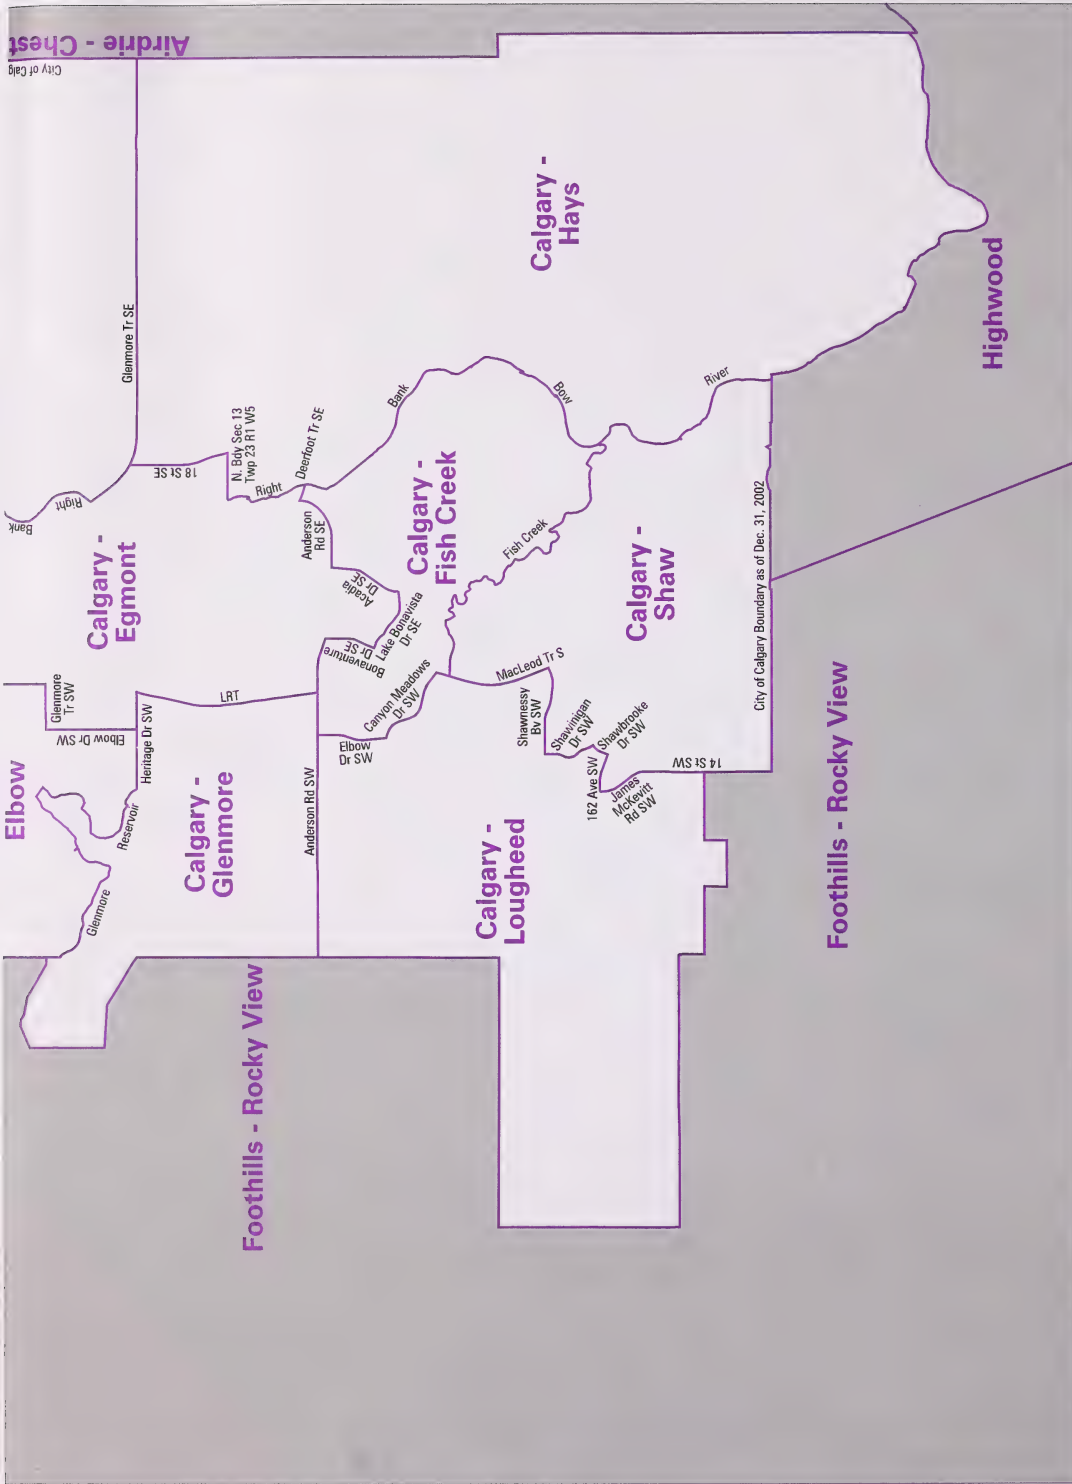 Airdrie - Chest
City of Calg
Calgary -
Hays
Highwood
Glenmore Tr SE
18 St SE
N. Bdy Sec 13
Twp 23 R1 W5
Right
Deerfoot Tr SE
Bank
Bow
River
Right
Bank
Calgary -
Egmont
Anderson
Rd SE
Acadia
Dr SE
Lake Bonavista
Dr SE
Bonaventure
Dr SE
Calgary -
Fish Creek
Fish Creek
Calgary -
Shaw
City of Calgary Boundary as of Dec. 31, 2002
Glenmore
Tr SW
Elbow Dr SW
Heritage Dr SW
LRT
Canyon Meadows
Dr SW
Elbow
Dr SW
MacLeod Tr S
Shawnessy
Bv SW
Shawinigan
Dr SW
Shawbrooke
Dr SW
162 Ave SW
James
McKevitt
Rd SW
14 St SW
Elbow
Reservoir
Glenmore
Calgary -
Glenmore
Anderson Rd SW
Calgary -
Lougheed
Foothills - Rocky View
Foothills - Rocky View